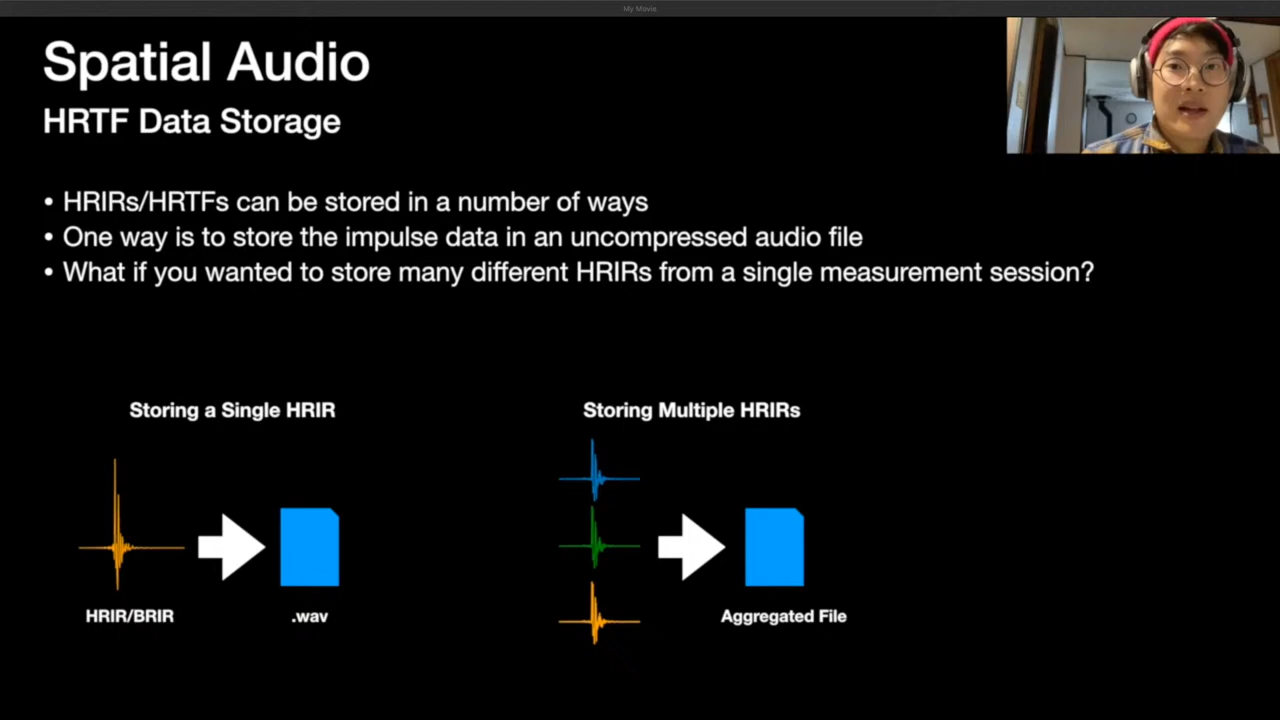 My Movie
Spatial Audio
HRTF Data Storage
• HRIRs/HRTFs can be stored in a number of ways
• One way is to store the impulse data in an uncompressed audio file
• What if you wanted to store many different HRIRs from a single measurement session?
Storing a Single HRIR
HRIR/BRIR
.wav
Storing Multiple HRIRs
Aggregated File